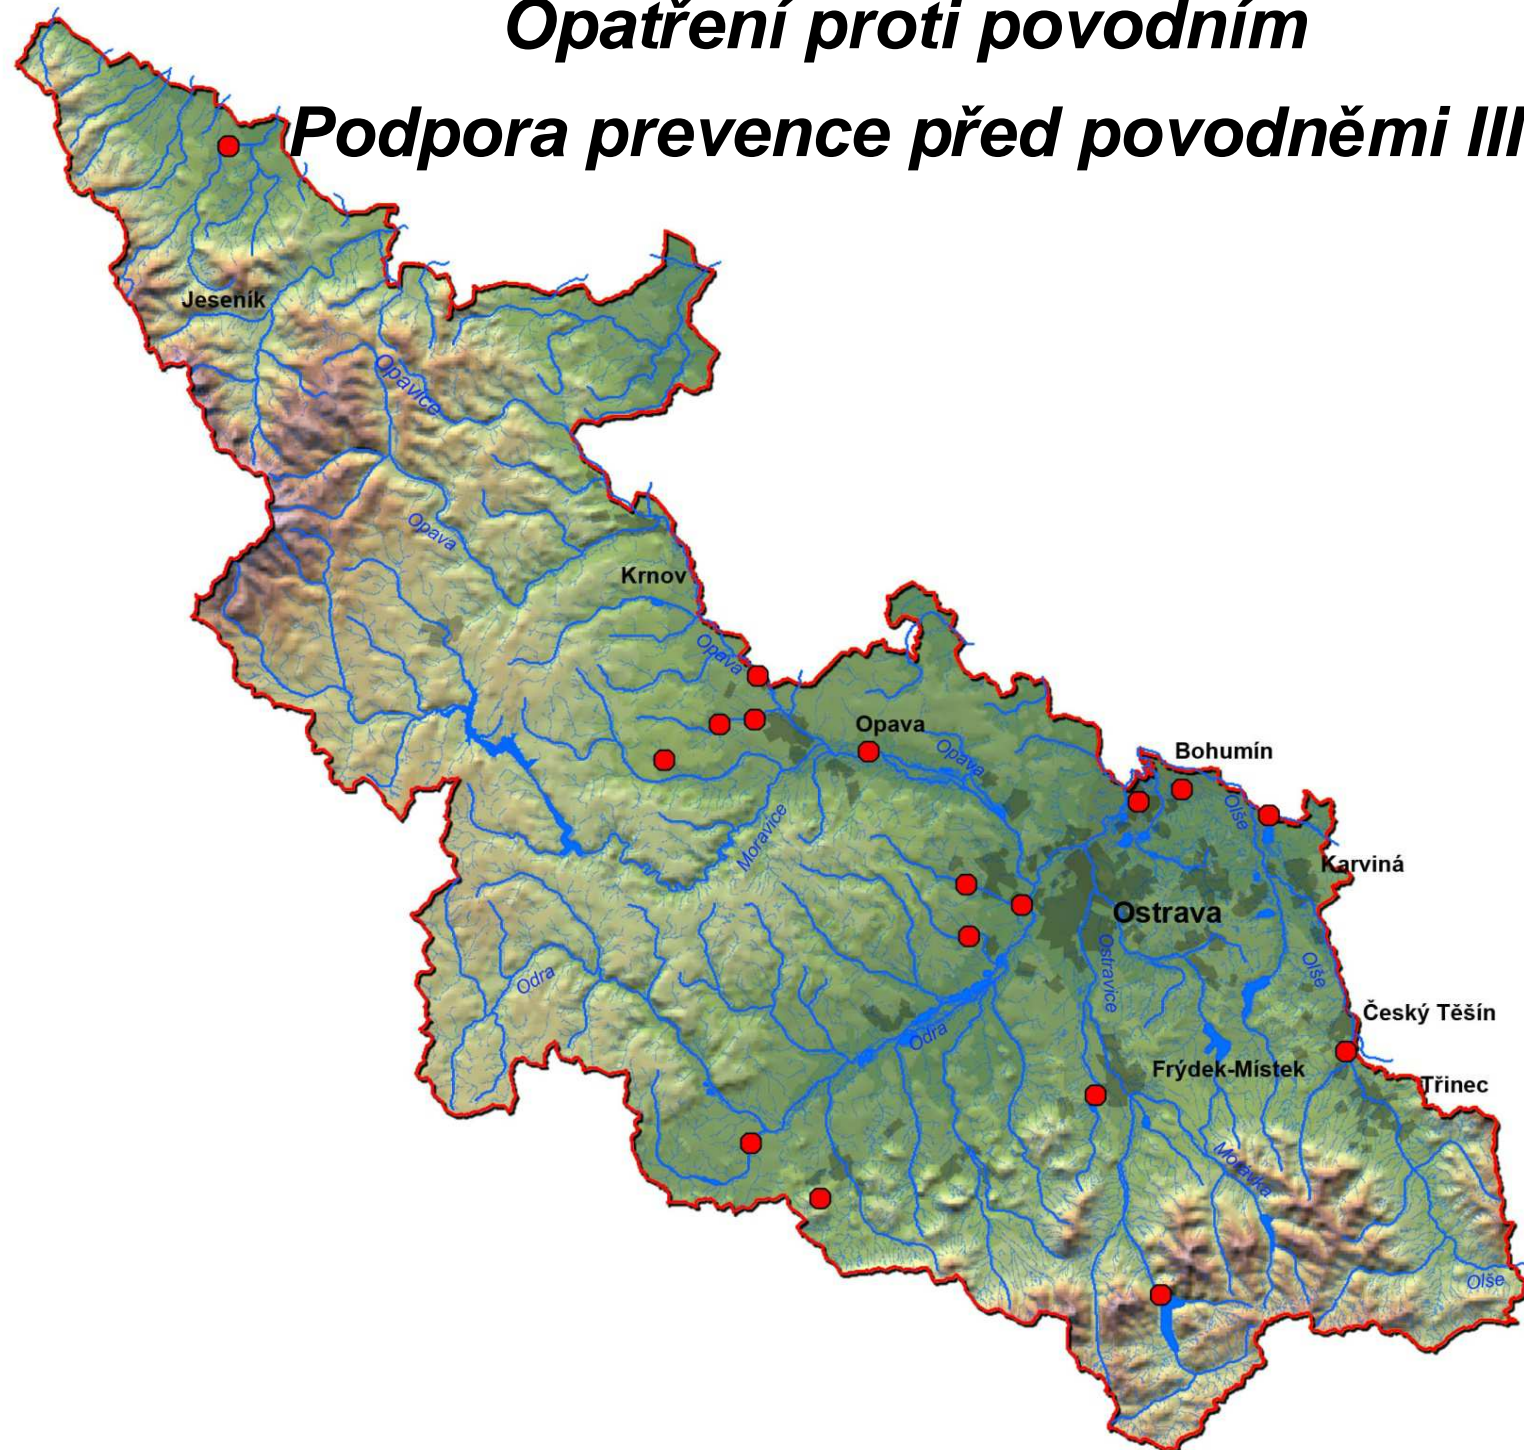 Opatření proti povodním
Podpora prevence před povodněmi III
Jeseník
Opavice
Opava
Krnov
Opava
Opava
Opava
Bohumín
Olše
Moravice
Karviná
Ostrava
Ostravice
Olše
Odra
Český Těšín
Odra
Frýdek-Místek
Třinec
Morávka
Olše